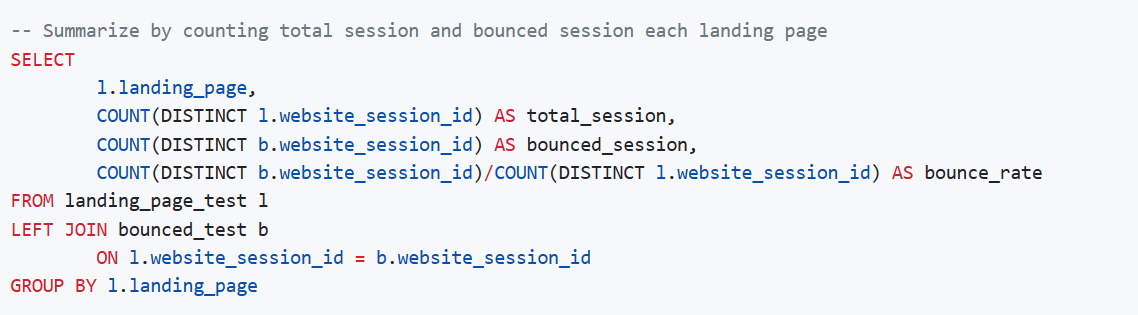 -- Summarize by counting total session and bounced session each landing page
SELECT
        l.landing_page,
        COUNT(DISTINCT l.website_session_id) AS total_session,
        COUNT(DISTINCT b.website_session_id) AS bounced_session,
        COUNT(DISTINCT b.website_session_id)/COUNT(DISTINCT l.website_session_id) AS bounce_rate
FROM landing_page_test l
LEFT JOIN bounced_test b
        ON l.website_session_id = b.website_session_id
GROUP BY l.landing_page